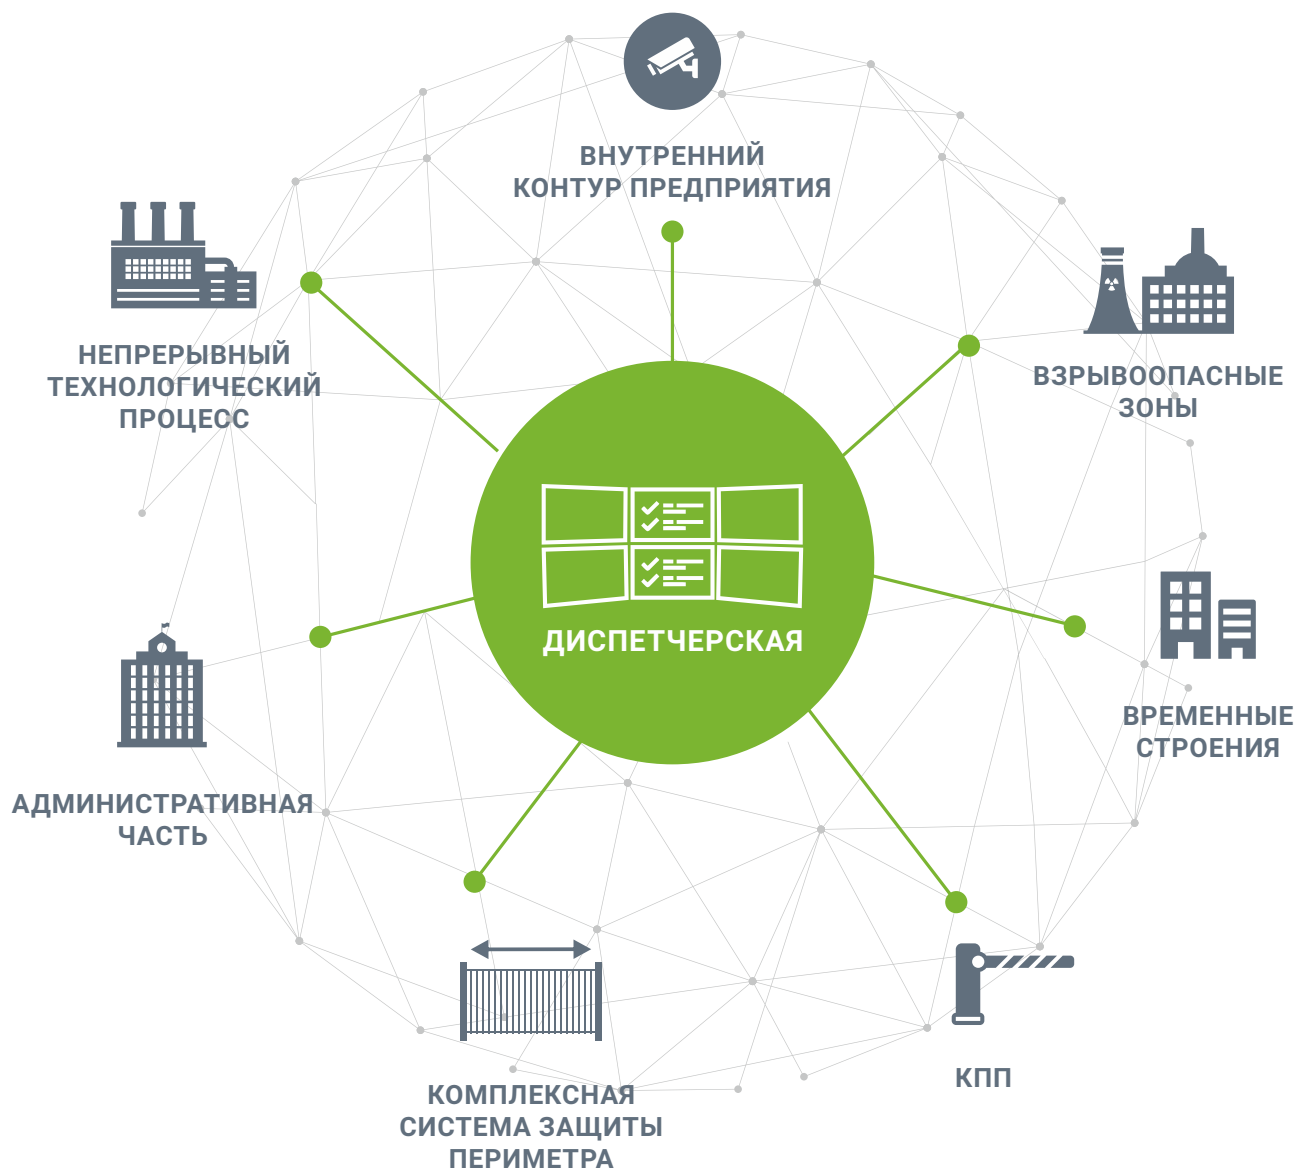 ВНУТРЕННИЙ
КОНТУР ПРЕДПРИЯТИЯ
НЕПРЕРЫВНЫЙ
ТЕХНОЛОГИЧЕСКИЙ
ПРОЦЕСС
ВЗРЫВООПАСНЫЕ
ЗОНЫ
ДИСПЕТЧЕРСКАЯ
ВРЕМЕННЫЕ
СТРОЕНИЯ
АДМИНИСТРАТИВНАЯ
ЧАСТЬ
КПП
КОМПЛЕКСНАЯ
СИСТЕМА ЗАЩИТЫ
ПЕРИМЕТРА